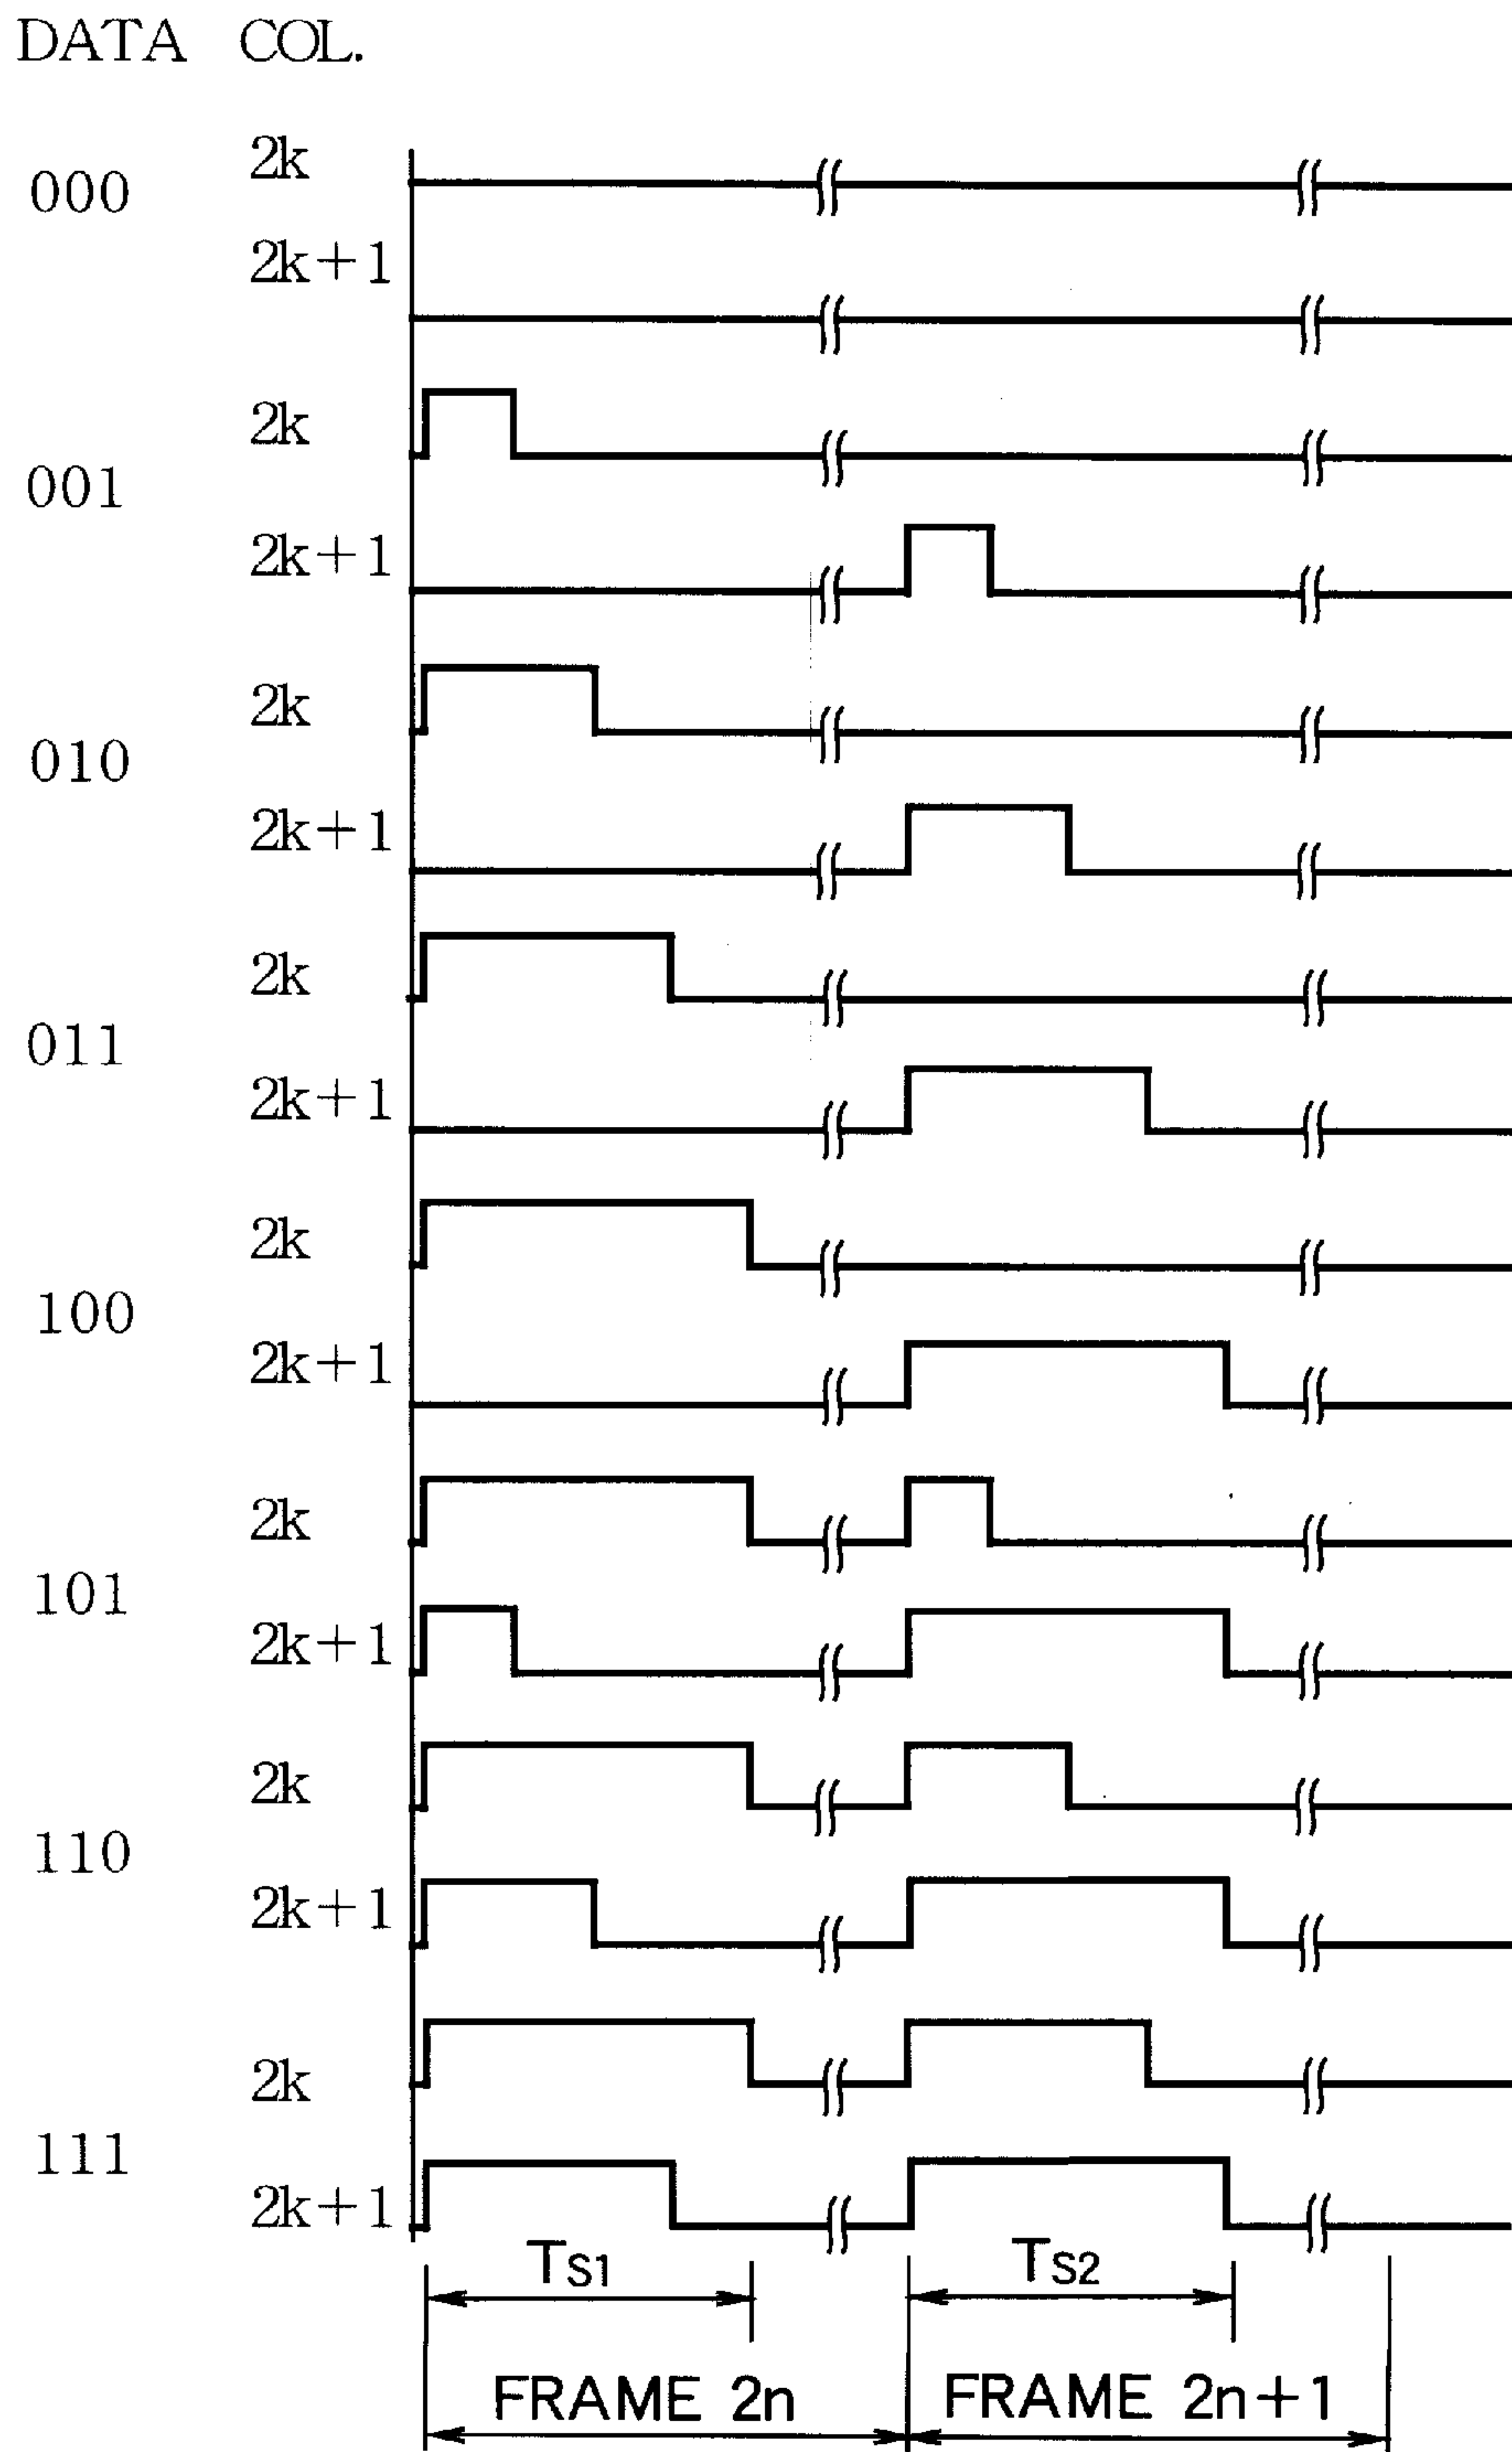 DATA COL.
2k
000
2k+1
2k
001
2k+1
2k
010
2k+1
2k
011
2k+1
2k
100
2k+1
2k
101
2k+1
2k
110
2k+1
2k
111
2k+1
TS1 TS2
FRAME 2n FRAME 2n+1